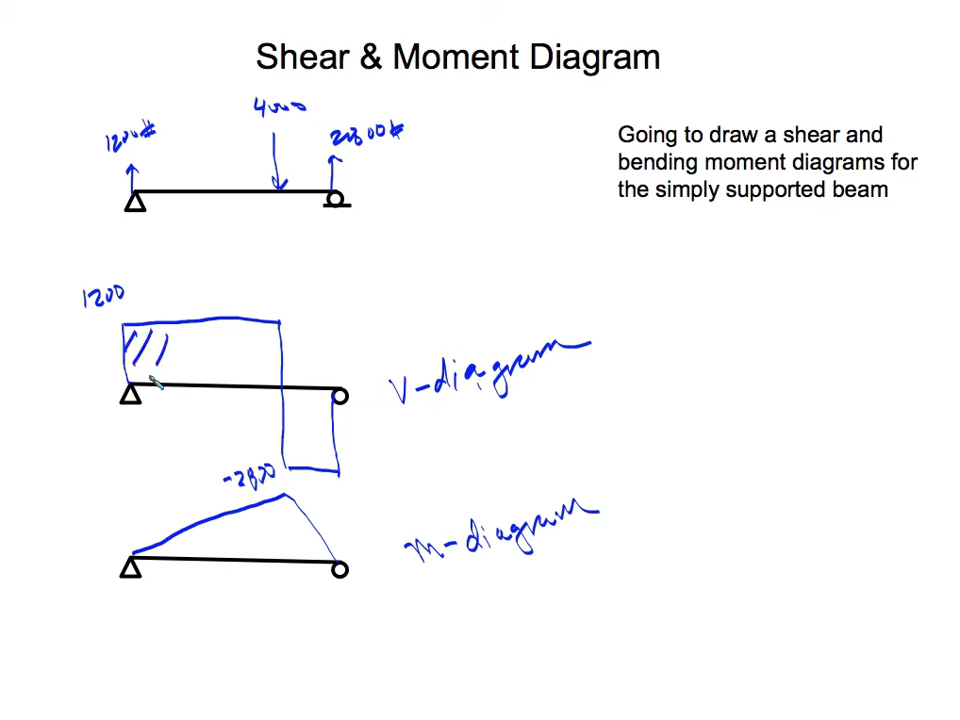 Shear & Moment Diagram
4000
1200#
2800#
Going to draw a shear and
bending moment diagrams for
the simply supported beam
1200
V-diagram
-2800
M-diagram